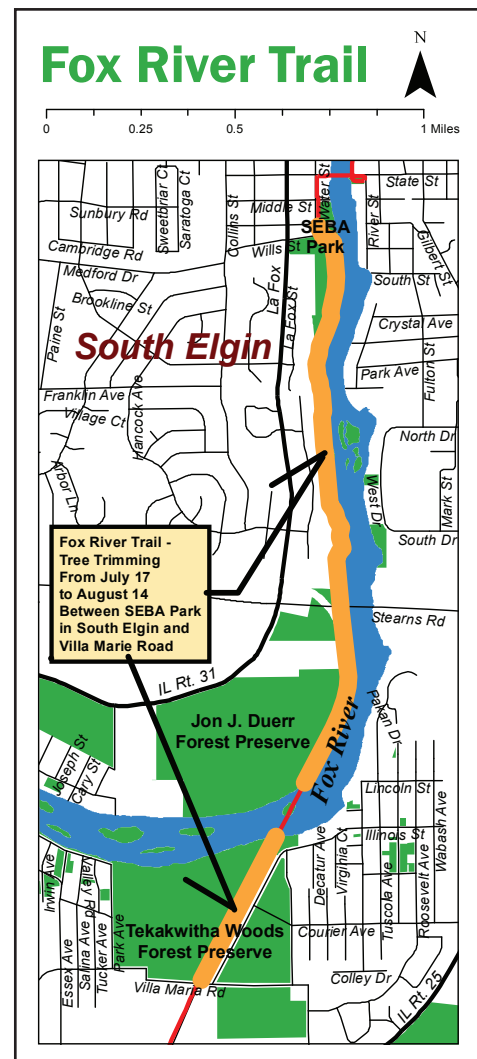 Fox River Trail
N
0 0.25 0.5 1 Miles
State St
Water St
Middle St
Sunbury Rd
Sweetbriar Ct
Saratoga Ct
Collins St
SEBA
Park
River St
Gilbert St
Wills St
Cambridge Rd
Medford Dr
La Fox
South St
Brookline St
La Fox St
Paine St
Crystal Ave
South Elgin
Park Ave
Fulton St
Franklin Ave
Village Ct
Hancock Ave
North Dr
Arbor Ln
West Dr
Mark St
South Dr
Fox River Trail -
Tree Trimming
From July 17
to August 14
Between SEBA Park
in South Elgin and
Villa Marie Road
Stearns Rd
IL Rt. 31
Pakan Dr
Jon J. Duerr
Forest Preserve
Fox River
Joseph St
Cary St
Lincoln St
Illinois St
Decatur Ave
Virginia Ct
Tuscola Ave
Roosevelt Ave
Wabash Ave
Irwin Ave
Valley Rd
Tekakwitha Woods
Forest Preserve
Courier Ave
Essex Ave
Salina Ave
Tucker Ave
Park Ave
Villa Maria Rd
Colley Dr
IL Rt. 25